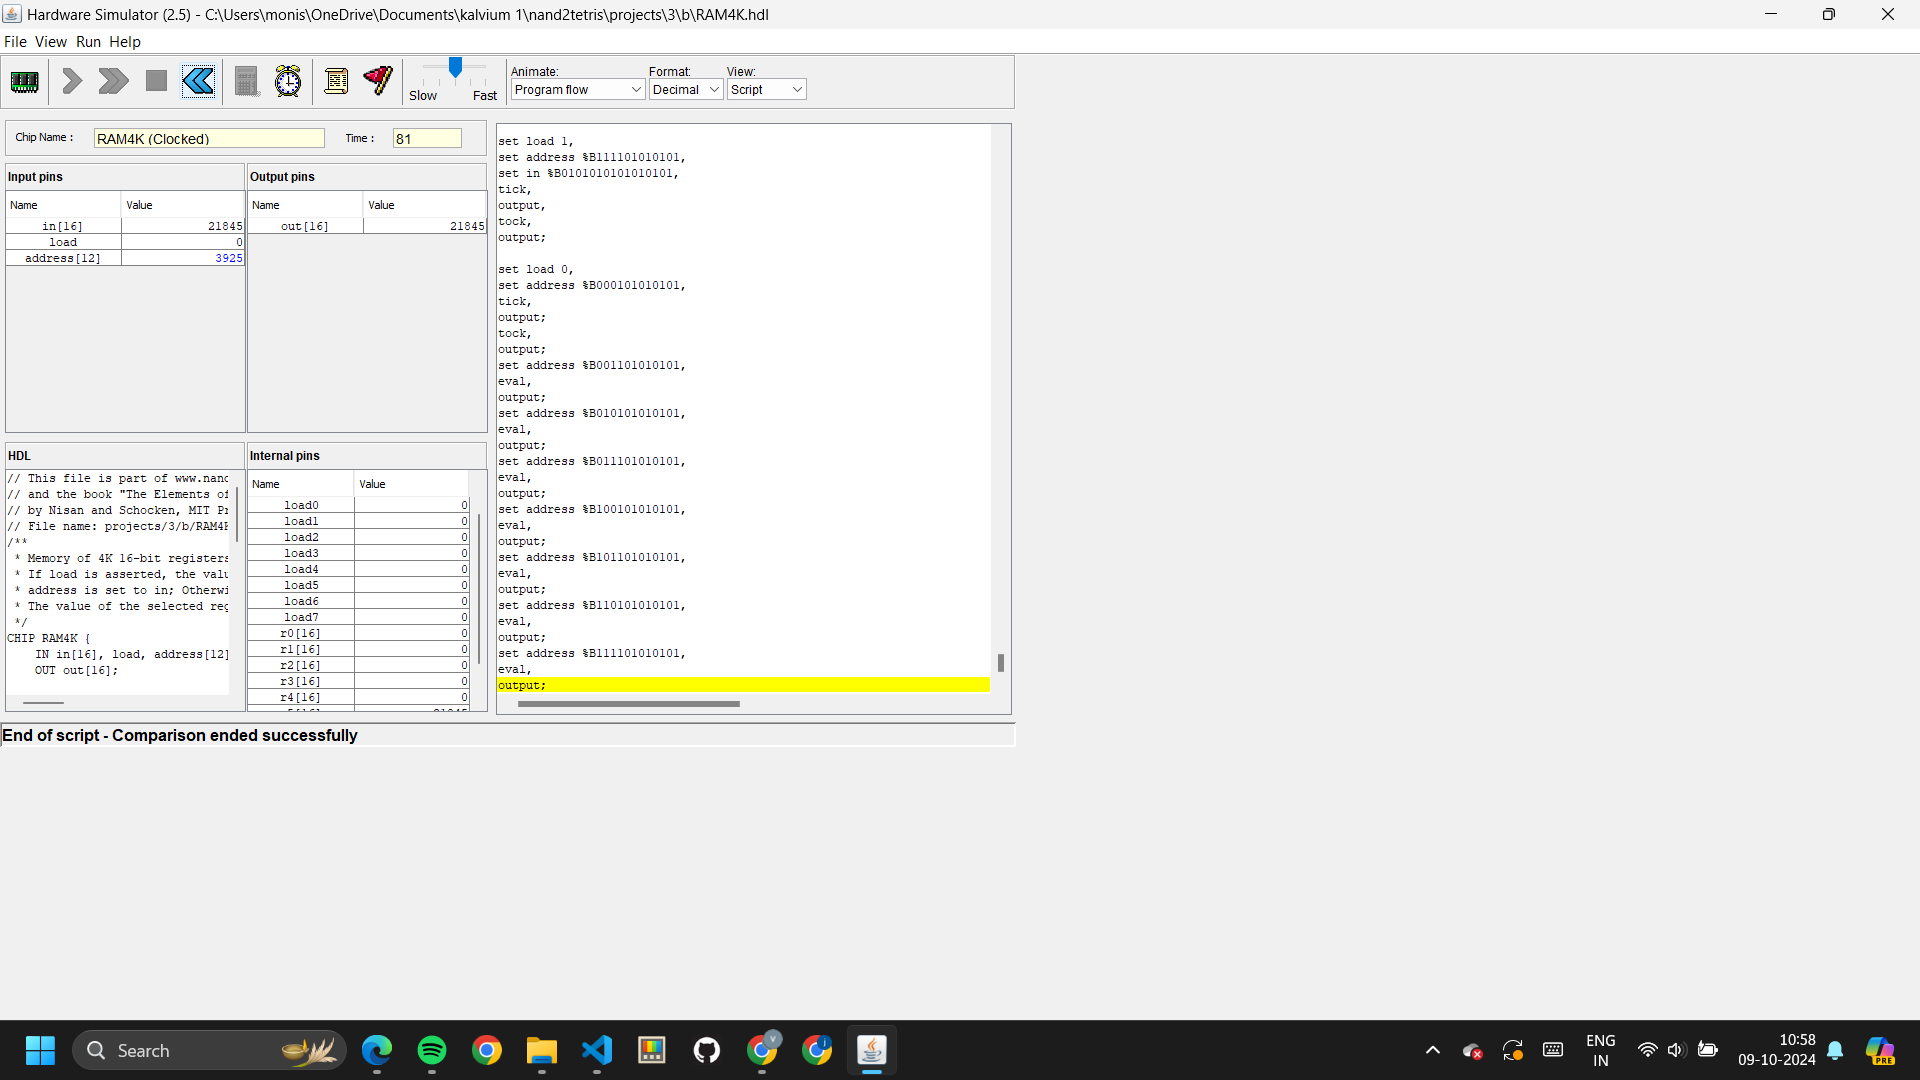 Hardware Simulator (2.5) - C:\Users\monis\OneDrive\Documents\kalvium 1\nand2tetris\projects\3\b\RAM4K.hdl
File View Run Help
Slow Fast
Animate: Format: View:
Program flow Decimal Script
Chip Name : RAM4K (Clocked) Time : 81
Input pins
Name Value
in[16] 21845
load 0
address[12] 3925
Output pins
Name Value
out[16] 21845
HDL
// This file is part of www.nand
// and the book "The Elements of
// by Nisan and Schocken, MIT Pr
// File name: projects/3/b/RAM4K
/**
* Memory of 4K 16-bit registers
* If load is asserted, the valu
* address is set to in; Otherwi
* The value of the selected reg
*/
CHIP RAM4K {
IN in[16], load, address[12]
OUT out[16];
Internal pins
Name Value
load0 0
load1 0
load2 0
load3 0
load4 0
load5 0
load6 0
load7 0
r0[16] 0
r1[16] 0
r2[16] 0
r3[16] 0
r4[16] 0
set load 1,
set address %B111101010101,
set in %B0101010101010101,
tick,
output,
tock,
output;
set load 0,
set address %B000101010101,
tick,
output;
tock,
output;
set address %B001101010101,
eval,
output;
set address %B010101010101,
eval,
output;
set address %B011101010101,
eval,
output;
set address %B100101010101,
eval,
output;
set address %B101101010101,
eval,
output;
set address %B110101010101,
eval,
output;
set address %B111101010101,
eval,
output;
End of script - Comparison ended successfully
Search
ENG
IN
10:58
09-10-2024
PRE